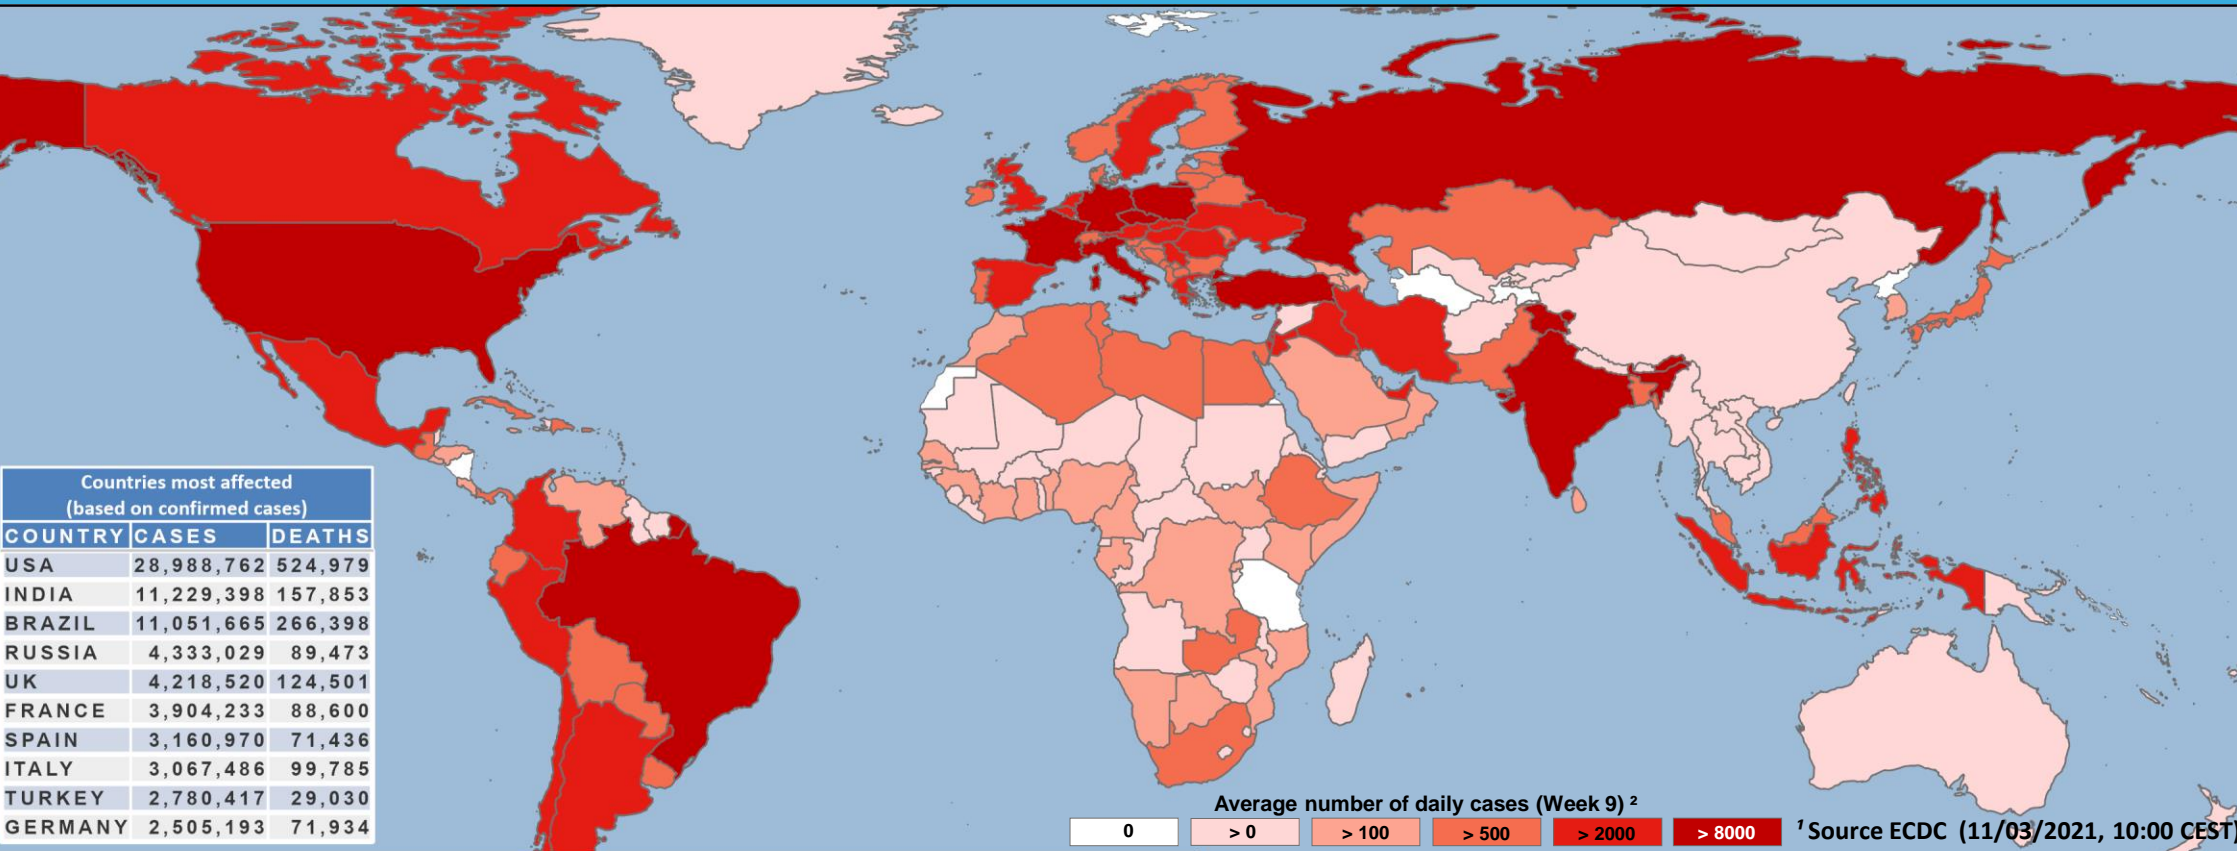 Countries most affected
(based on confirmed cases)
COUNTRY CASES DEATHS
USA 28,988,762 524,979
INDIA 11,229,398 157,853
BRAZIL 11,051,665 266,398
RUSSIA 4,333,029 89,473
UK 4,218,520 124,501
FRANCE 3,904,233 88,600
SPAIN 3,160,970 71,436
ITALY 3,067,486 99,785
TURKEY 2,780,417 29,030
GERMANY 2,505,193 71,934
Average number of daily cases (Week 9) ²
0 > 0 > 100 > 500 > 2000 > 8000
¹ Source ECDC (11/03/2021, 10:00 CEST)